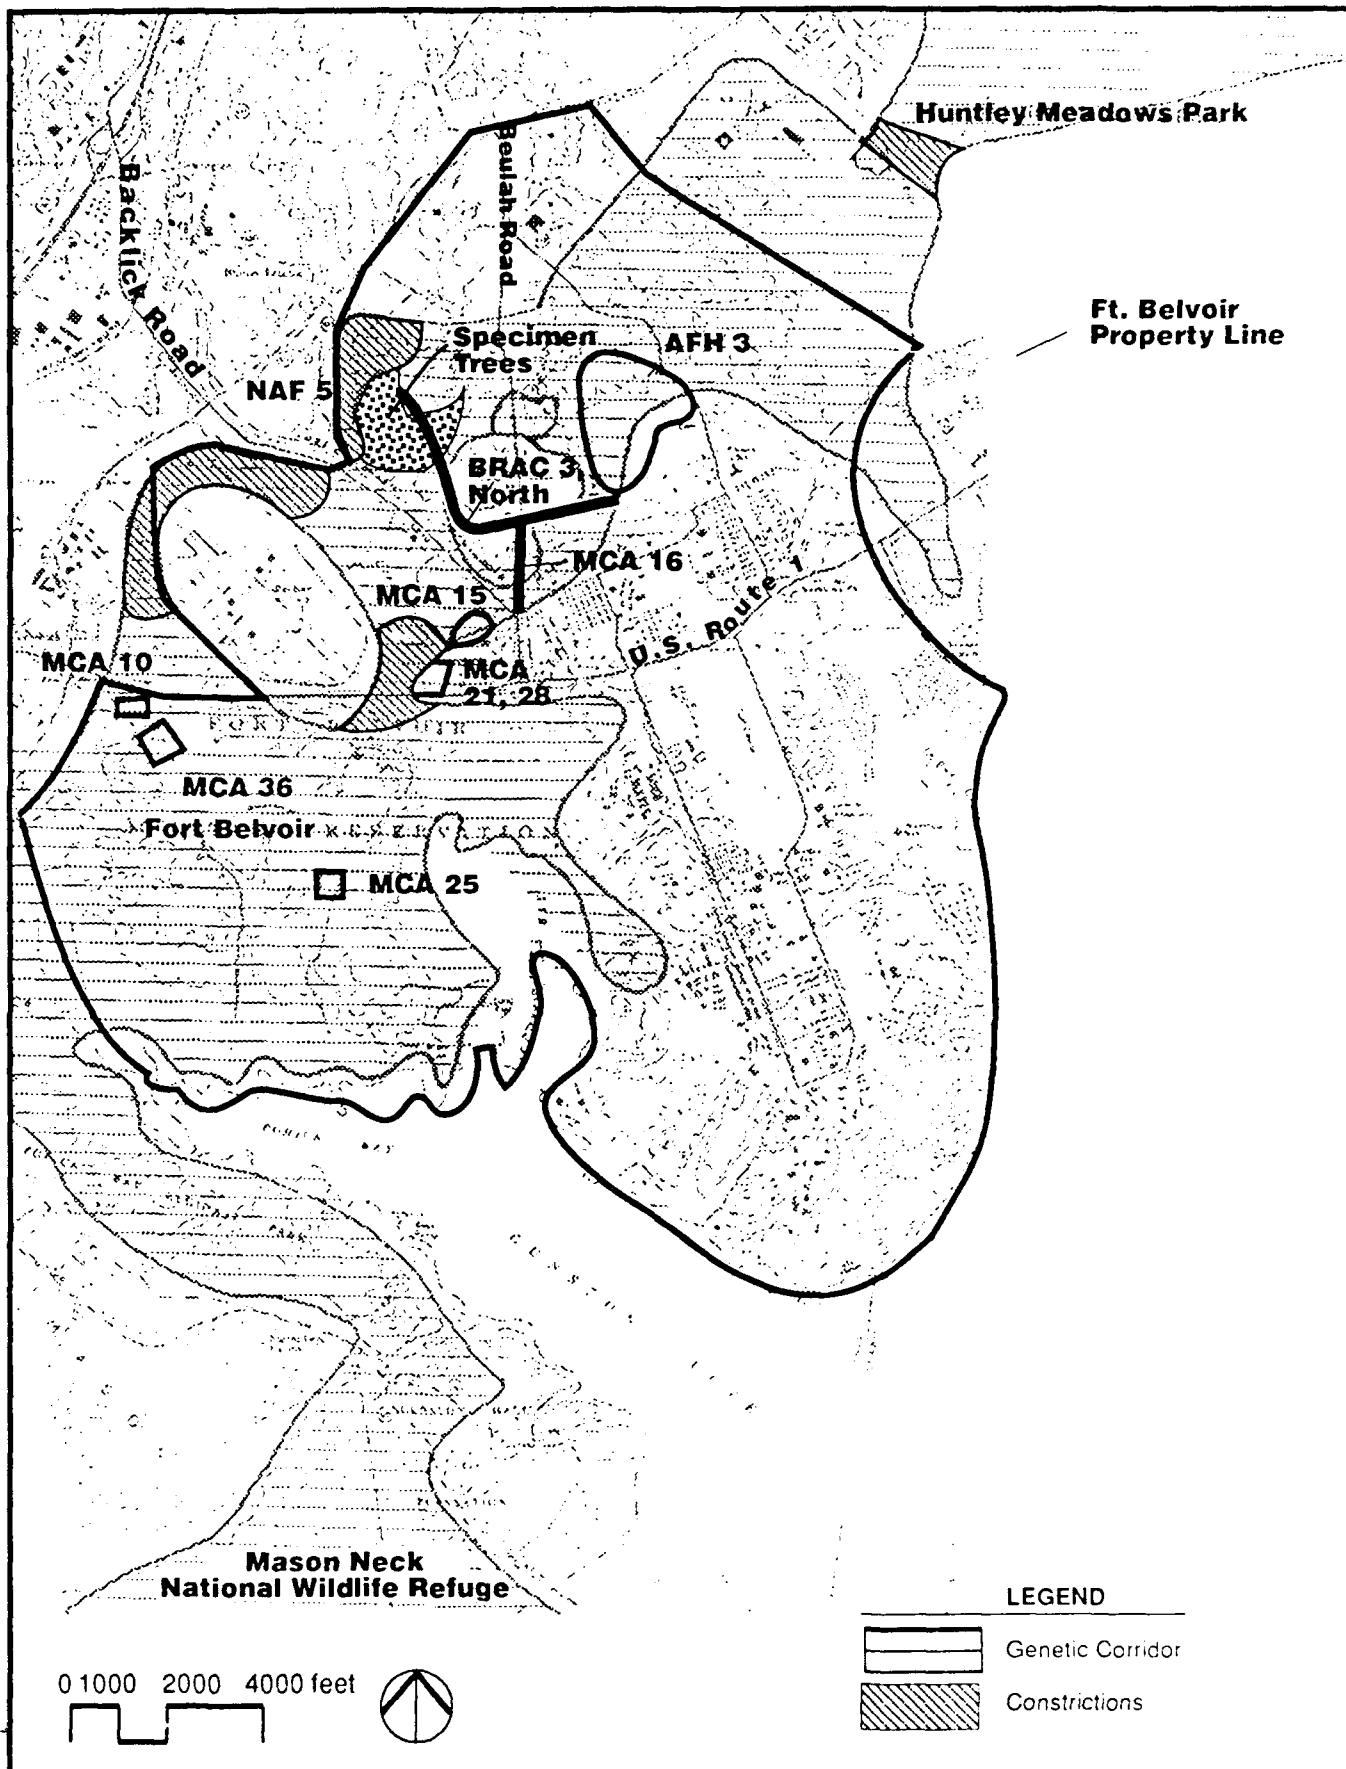 Huntley Meadows Park
Beulah Road
Backlick Road
Ft. Belvoir
Property Line
Specimen
Trees
AFH 3
NAF 5
BRAC 3
North
MCA 16
MCA 15
U.S. Route 1
MCA 10
MCA
21, 28
MCA 36
Fort Belvoir
RESERVATION
MCA 25
Mason Neck
National Wildlife Refuge
LEGEND
Genetic Corridor
Constrictions
0 1000 2000 4000 feet